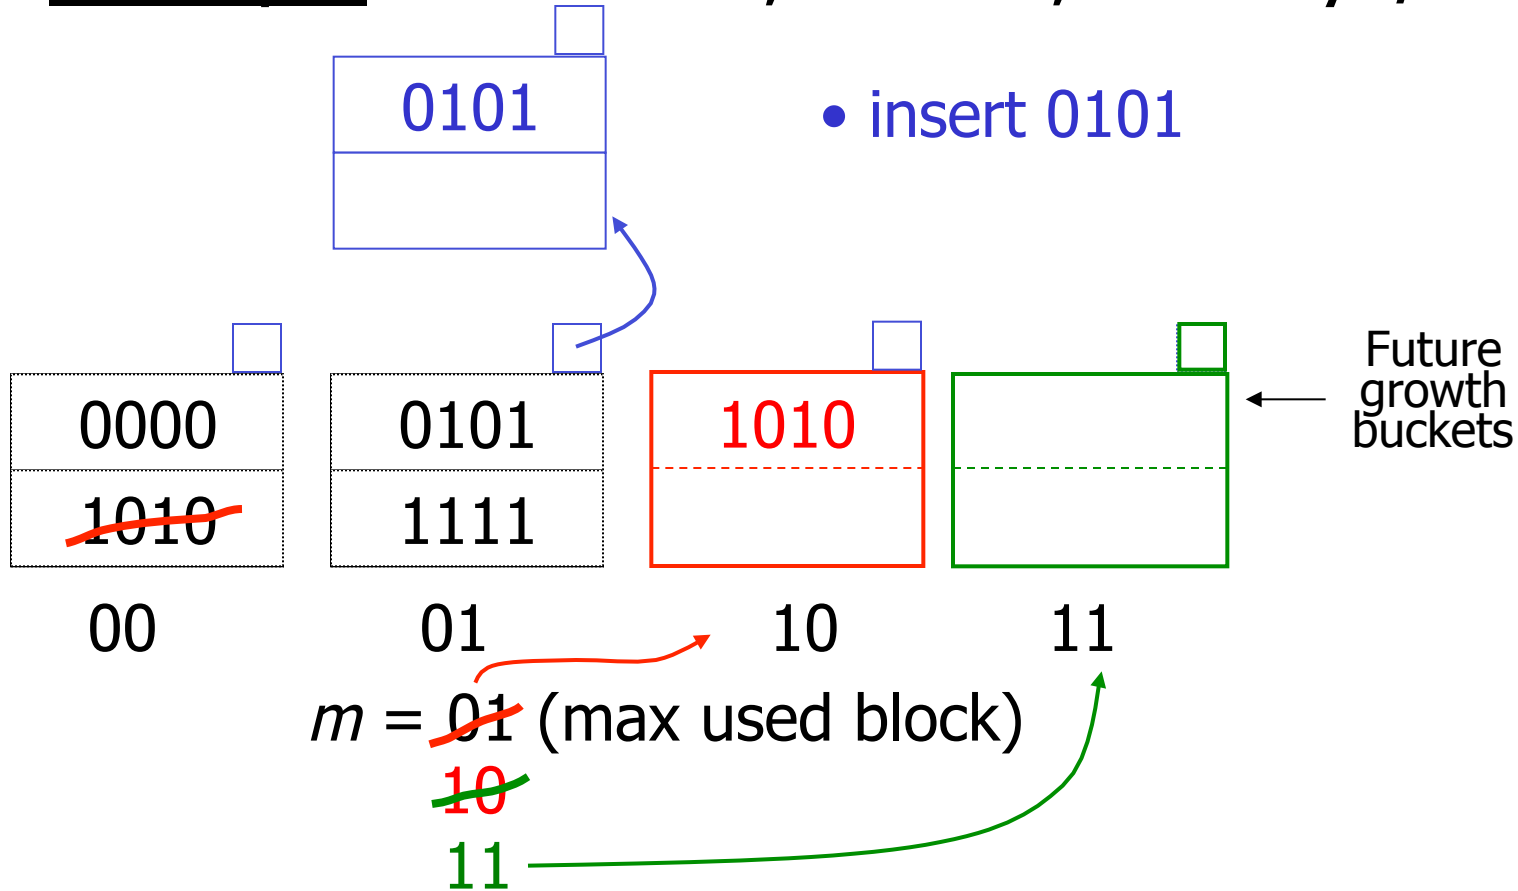 0101
• insert 0101
Future
growth
buckets
0000 0101 1010
1010 1111
00 01 10 11
m = 01 (max used block)
10
11